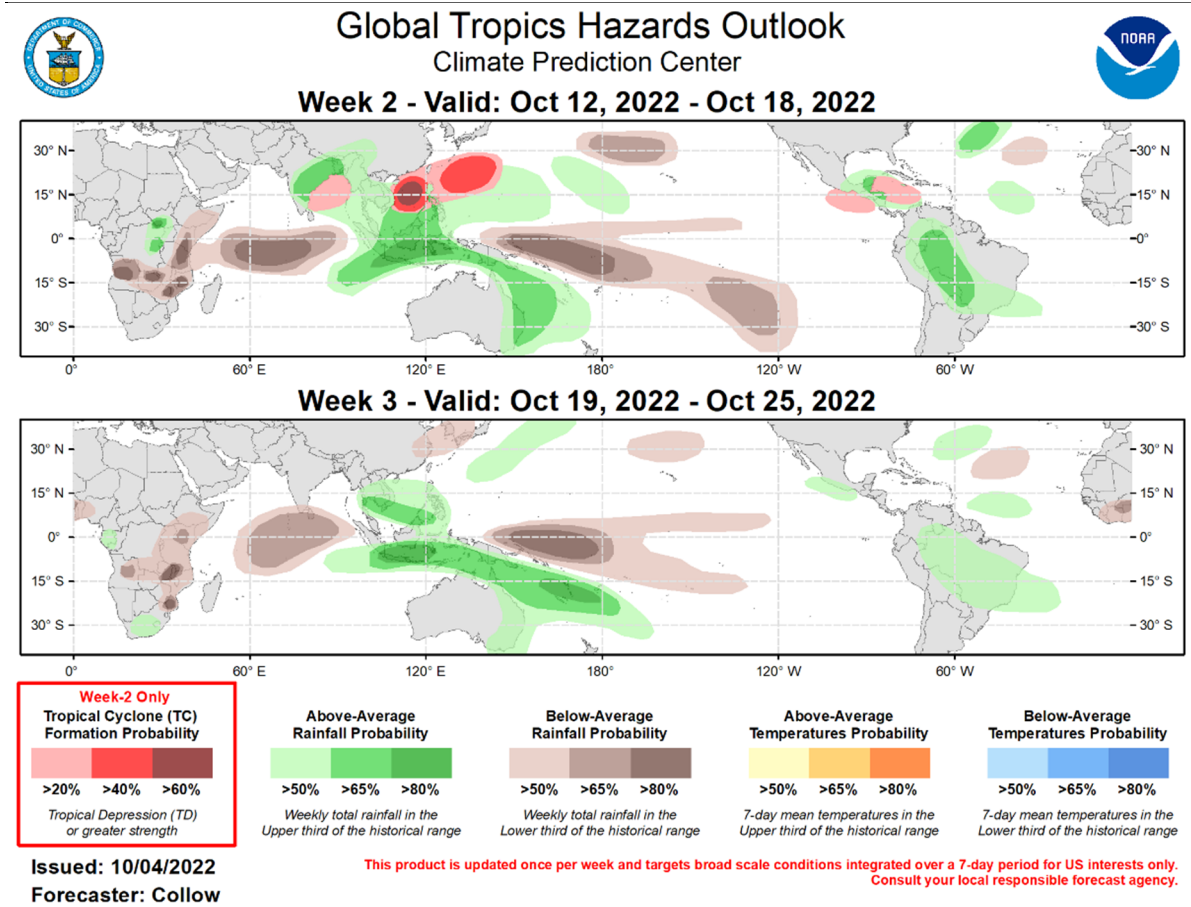 Global Tropics Hazards Outlook
Climate Prediction Center
DEPARTMENT OF COMMERCE
UNITED STATES OF AMERICA
NOAA
Week 2 - Valid: Oct 12, 2022 - Oct 18, 2022
30° N
15° N
0°
15° S
30° S
30° N
15° N
0°
15° S
30° S
0° 60° E 120° E 180° 120° W 60° W
Week 3 - Valid: Oct 19, 2022 - Oct 25, 2022
30° N
15° N
0°
15° S
30° S
30° N
15° N
0°
15° S
30° S
0° 60° E 120° E 180° 120° W 60° W
Week-2 Only
Tropical Cyclone (TC)
Formation Probability
>20% >40% >60%
Tropical Depression (TD)
or greater strength
Above-Average
Rainfall Probability
>50% >65% >80%
Weekly total rainfall in the
Upper third of the historical range
Below-Average
Rainfall Probability
>50% >65% >80%
Weekly total rainfall in the
Lower third of the historical range
Above-Average
Temperatures Probability
>50% >65% >80%
7-day mean temperatures in the
Upper third of the historical range
Below-Average
Temperatures Probability
>50% >65% >80%
7-day mean temperatures in the
Lower third of the historical range
Issued: 10/04/2022
Forecaster: Collow
This product is updated once per week and targets broad scale conditions integrated over a 7-day period for US interests only.
Consult your local responsible forecast agency.